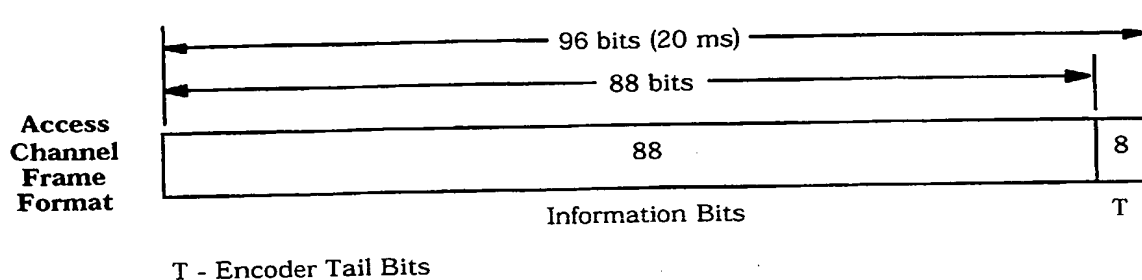 96 bits (20 ms)
88 bits
Access
Channel
Frame
Format
88
8
Information Bits
T
T - Encoder Tail Bits